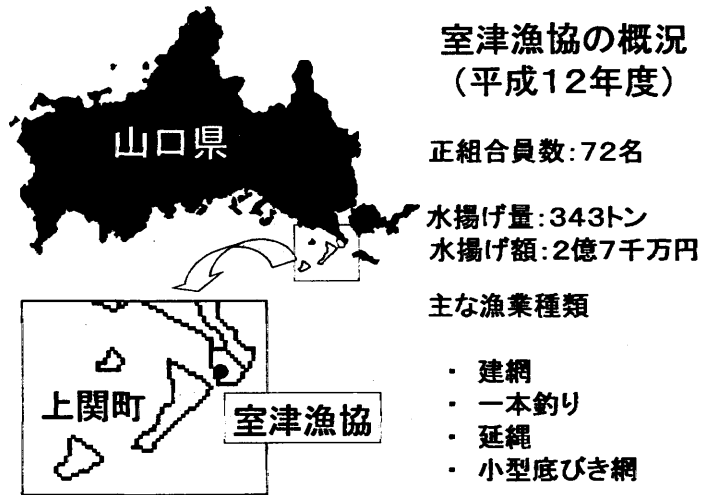 室津漁協の概況
(平成12年度)
山口県
正組合員数:72名
水揚げ量:343トン
水揚げ額:2億7千万円
主な漁業種類
・ 建網
・ 一本釣り
・ 延縄
・ 小型底びき網
上関町
室津漁協